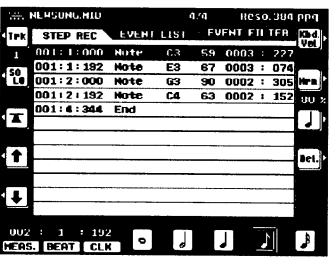 NEWSONG.MID 4/4 Reso.384 ppq
Trk STEP REC EVENT LIST EVENT FILTER Kbd Vel
1 001:1:000 Note C3 59 0003 : 227
001:1:192 Note E3 67 0003 : 074
SO LO 001:2:000 Note G3 90 0002 : 305 Nrm
001:2:192 Note C4 63 0002 : 152 80 %
001:4:344 End
Del.
002 : 1 : 192
MEAS. BEAT CLK